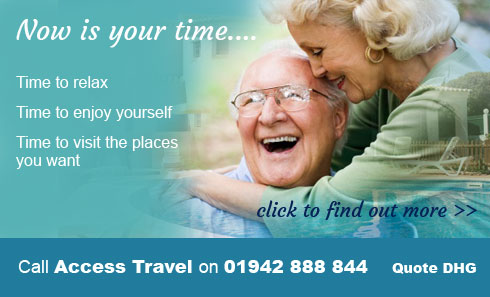 Now is your time....
Time to relax
Time to enjoy yourself
Time to visit the places
you want
click to find out more >>
Call Access Travel on 01942 888 844 Quote DHG